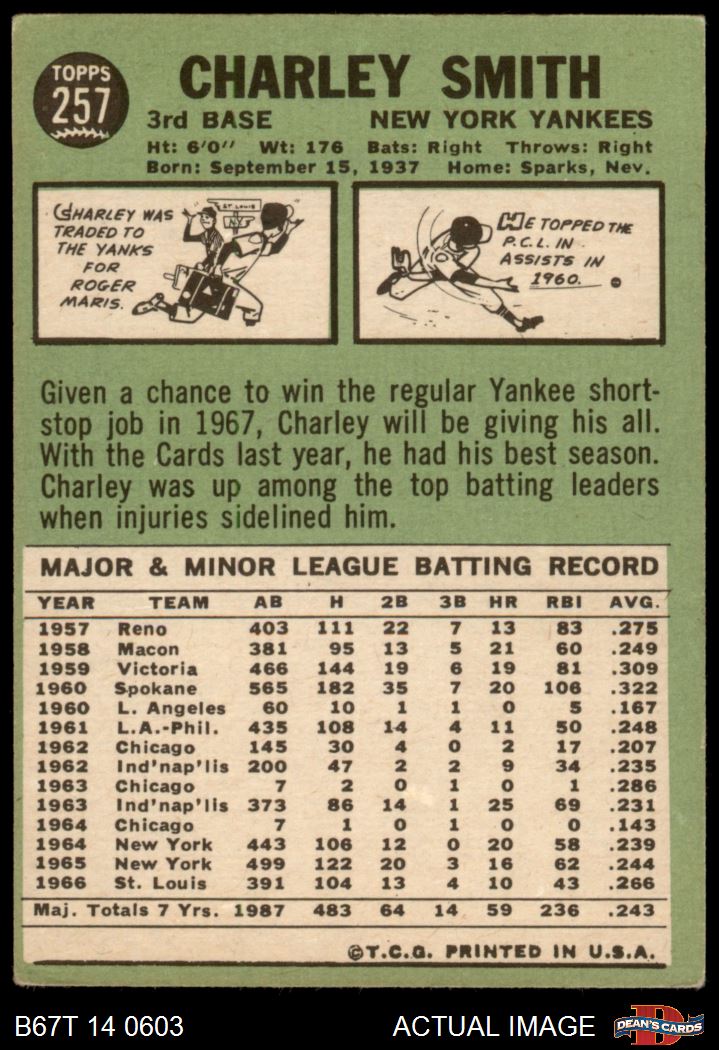 TOPPS
257
CHARLEY SMITH
3rd BASE NEW YORK YANKEES
Ht: 6'0" Wt: 176 Bats: Right Throws: Right
Born: September 15, 1937 Home: Sparks, Nev.
CHARLEY WAS
TRADED TO
THE YANKS
FOR
ROGER
MARIS.
ST LOUIS
N.Y.
HE TOPPED THE
P.C.L. IN
ASSISTS IN
1960.
Given a chance to win the regular Yankee short-
stop job in 1967, Charley will be giving his all.
With the Cards last year, he had his best season.
Charley was up among the top batting leaders
when injuries sidelined him.
MAJOR & MINOR LEAGUE BATTING RECORD
YEAR TEAM AB H 2B 3B HR RBI AVG.
1957 Reno 403 111 22 7 13 83 .275
1958 Macon 381 95 13 5 21 60 .249
1959 Victoria 466 144 19 6 19 81 .309
1960 Spokane 565 182 35 7 20 106 .322
1960 L. Angeles 60 10 1 1 0 5 .167
1961 L.A.-Phil. 435 108 14 4 11 50 .248
1962 Chicago 145 30 4 0 2 17 .207
1962 Ind'nap'lis 200 47 2 2 9 34 .235
1963 Chicago 7 2 0 1 0 1 .286
1963 Ind'nap'lis 373 86 14 1 25 69 .231
1964 Chicago 7 1 0 1 0 0 .143
1964 New York 443 106 12 0 20 58 .239
1965 New York 499 122 20 3 16 62 .244
1966 St. Louis 391 104 13 4 10 43 .266
Maj. Totals 7 Yrs. 1987 483 64 14 59 236 .243
©T.C.G. PRINTED IN U.S.A.
B67T 14 0603 ACTUAL IMAGE
D
DEAN'S CARDS